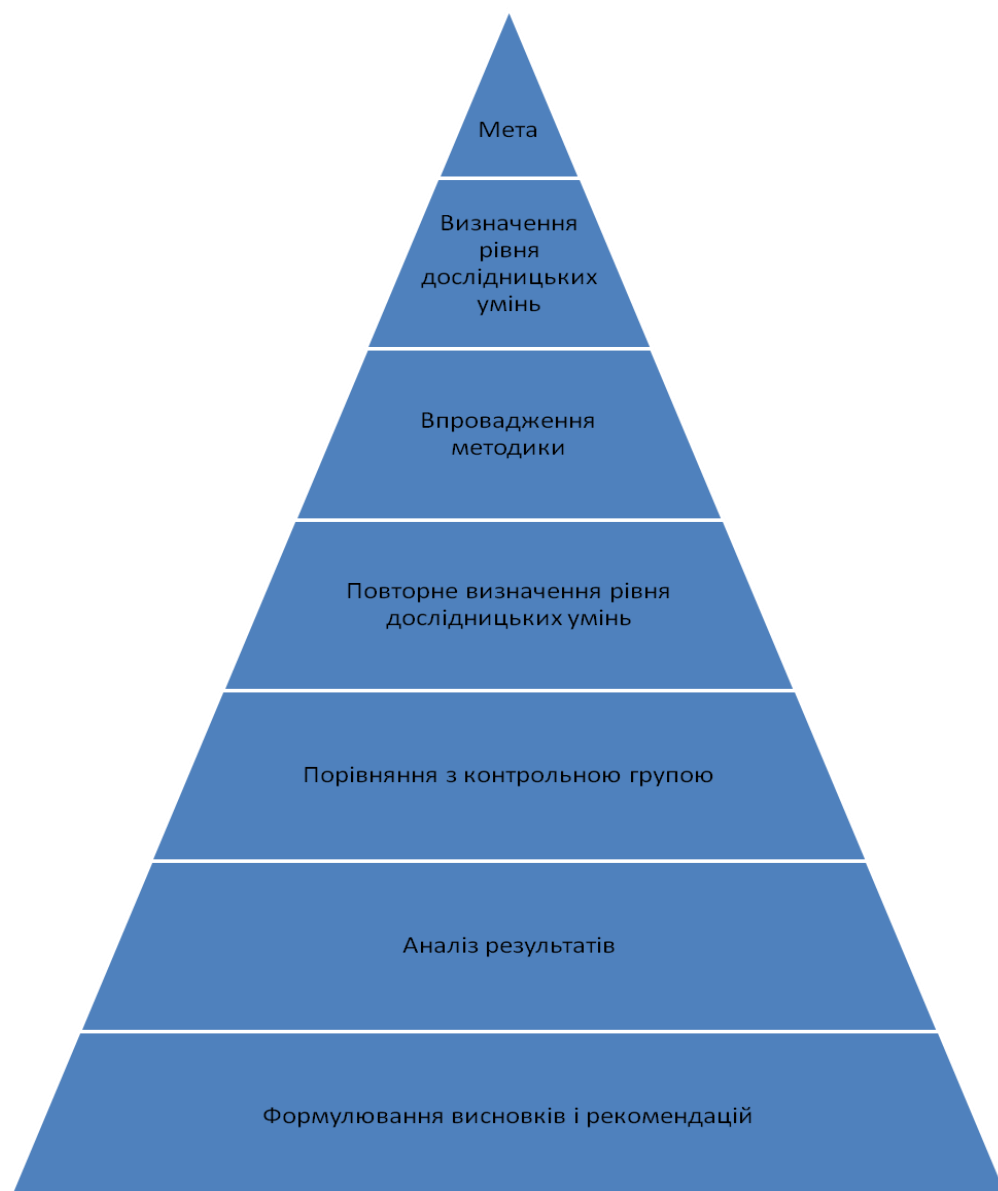 Мета
Визначення
рівня
дослідницьких
умінь
Впровадження
методики
Повторне визначення рівня
дослідницьких умінь
Порівняння з контрольною групою
Аналіз результатів
Формулювання висновків і рекомендацій